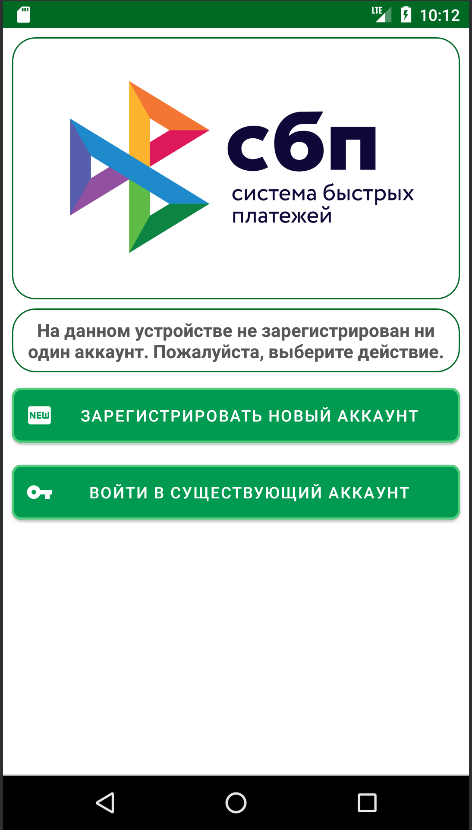 LTE 10:12
сбп
система быстрых
платежей
На данном устройстве не зарегистрирован ни
один аккаунт. Пожалуйста, выберите действие.
NEW ЗАРЕГИСТРИРОВАТЬ НОВЫЙ АККАУНТ
ВОЙТИ В СУЩЕСТВУЮЩИЙ АККАУНТ